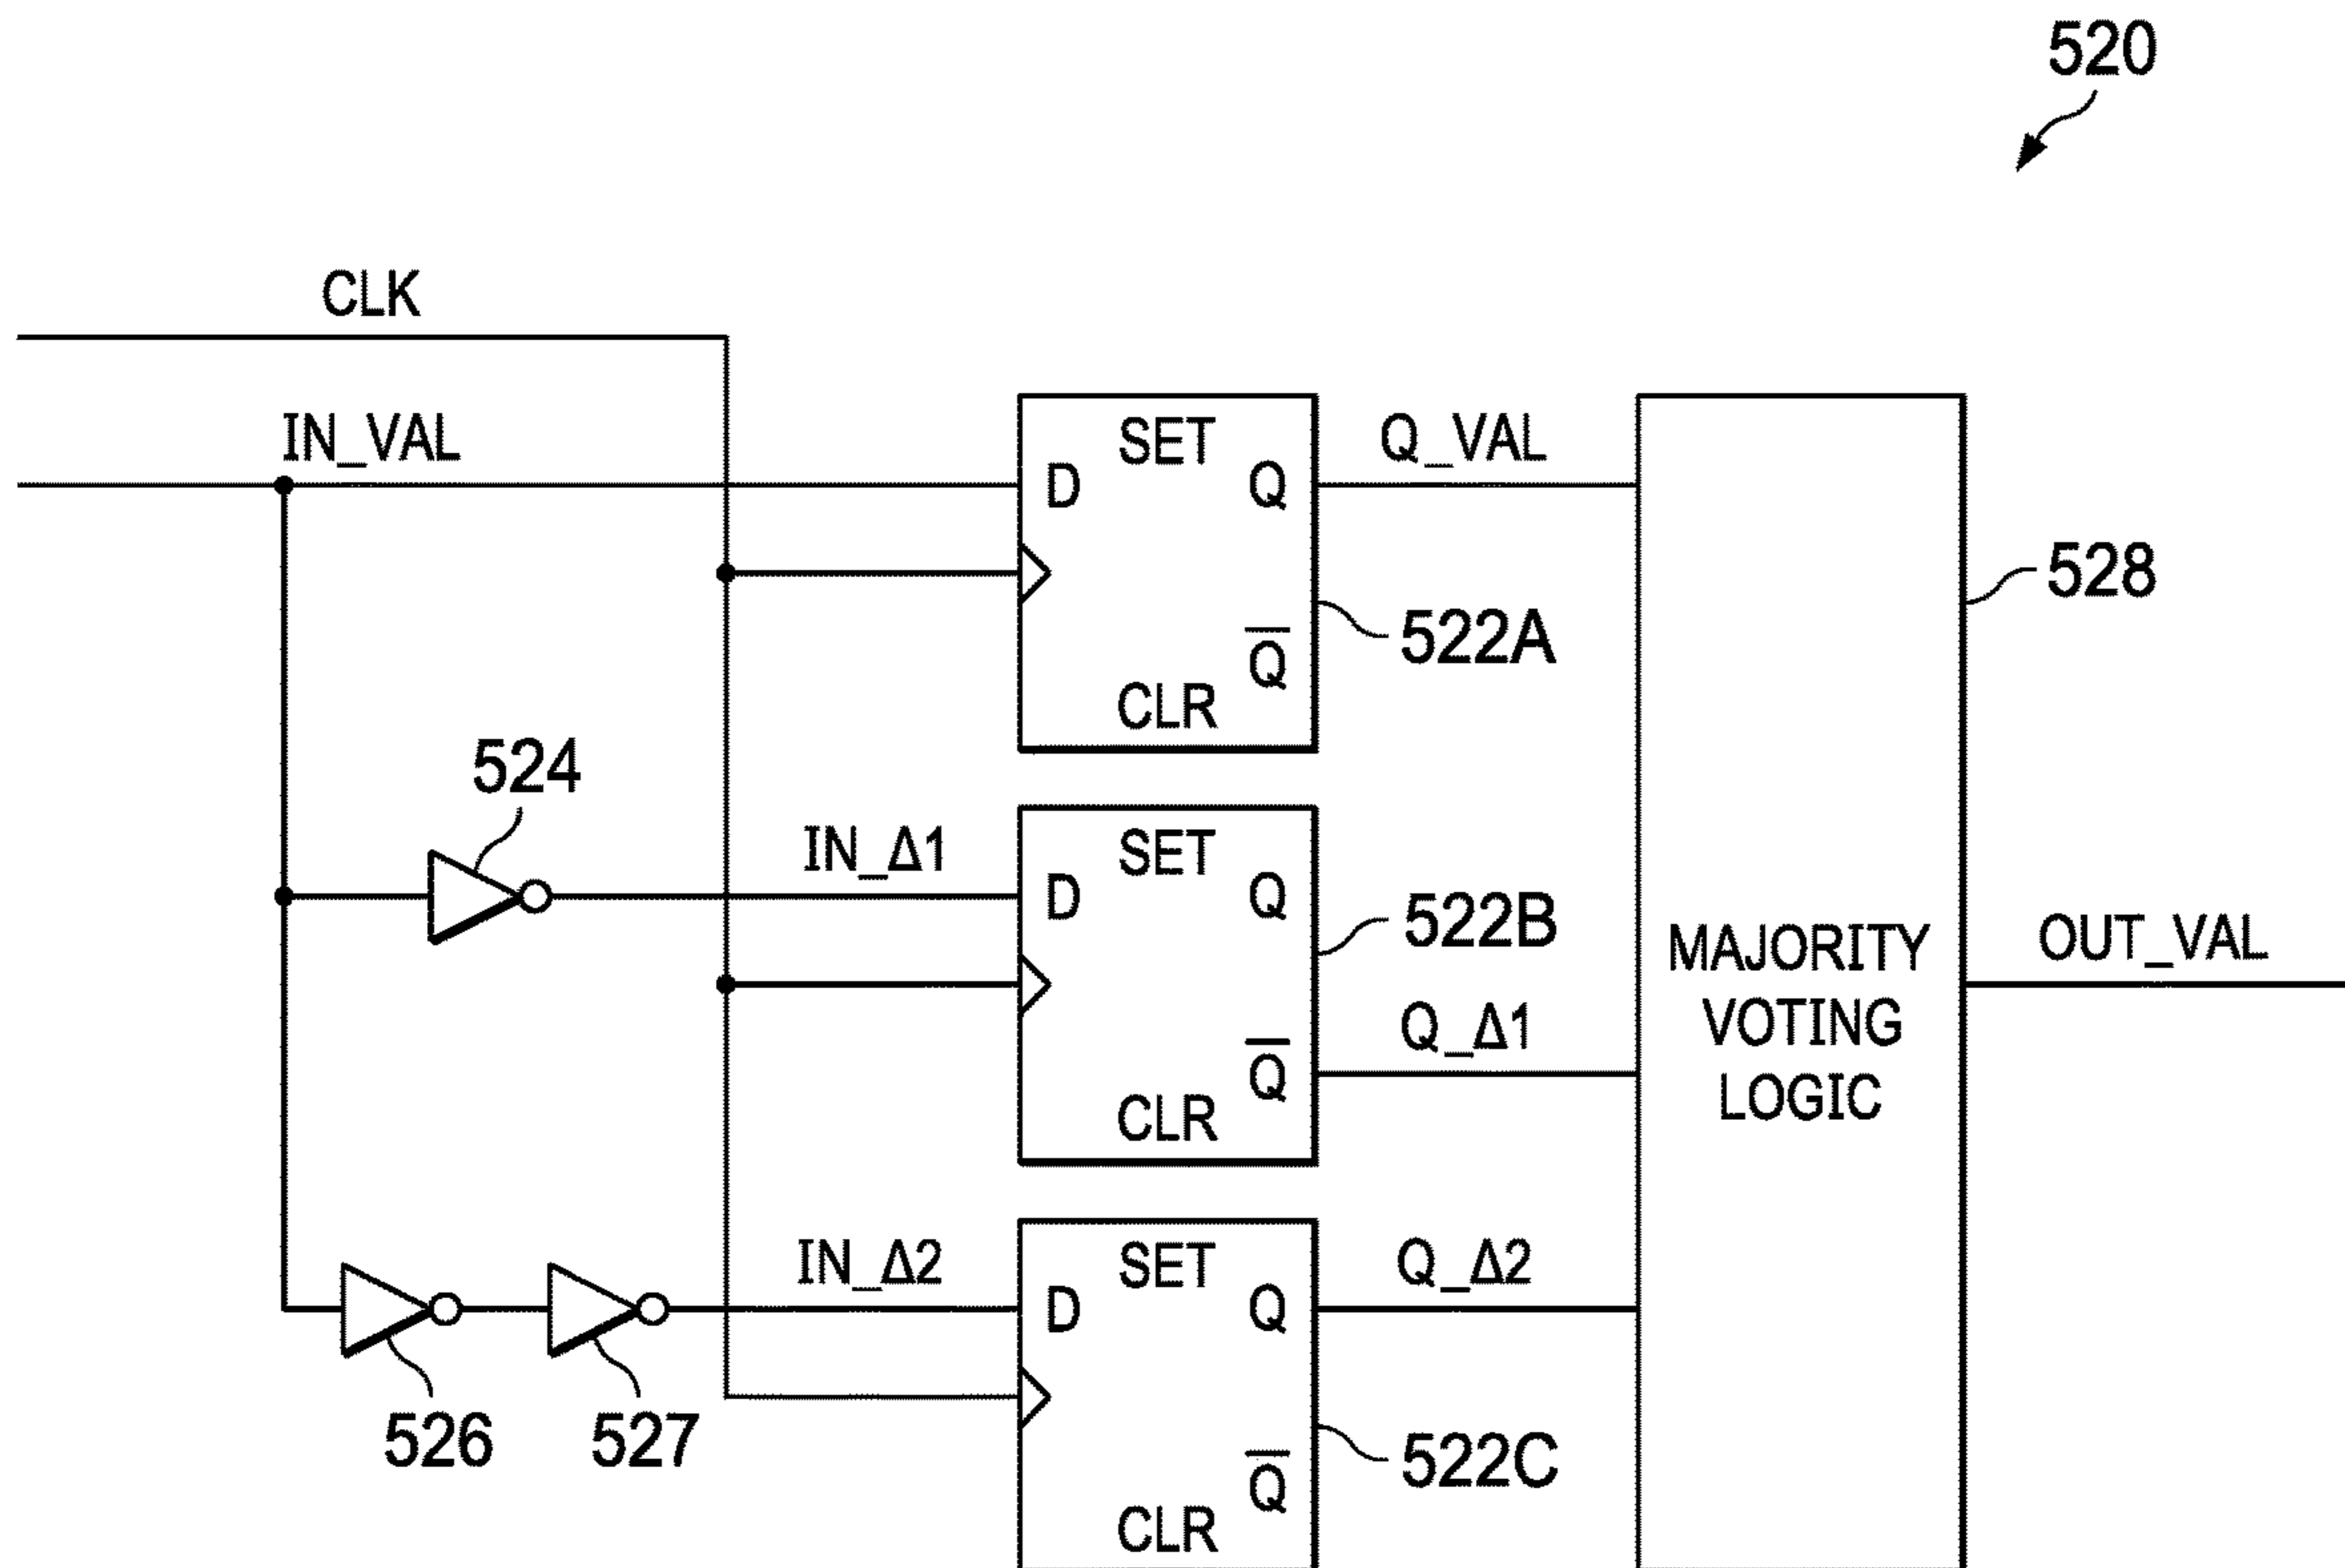 520
CLK
IN_VAL
SET
D
Q
Q_VAL
528
522A
Q̅
CLR
524
IN_Δ1
SET
D
Q
522B
Q_Δ1
Q̅
CLR
MAJORITY
VOTING
LOGIC
OUT_VAL
IN_Δ2
SET
D
Q
Q_Δ2
526
527
522C
Q̅
CLR